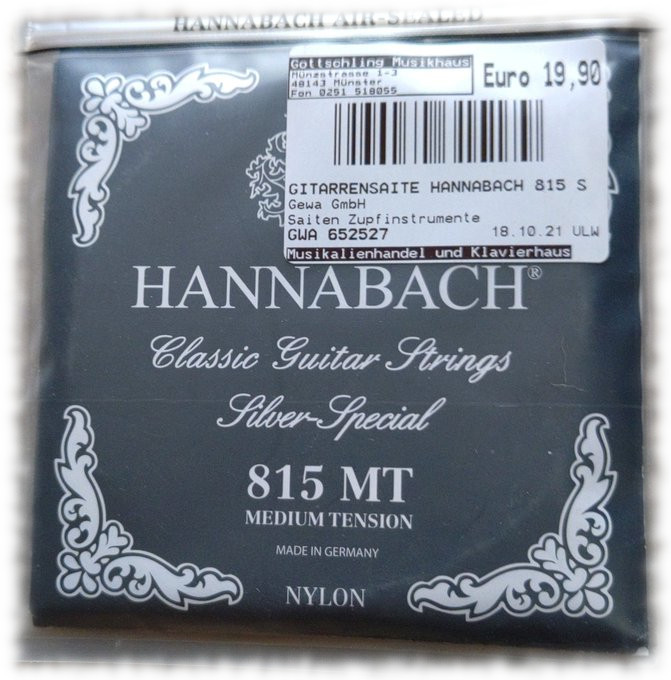 HANNABACH AIR-SEALED
Gottschling Musikhaus
Münzstrasse 1-3
48143 Münster
Fon 0251 518055
Euro 19,90
GITARRENSAITE HANNABACH 815 S
Gewa GmbH
Saiten Zupfinstrumente
GWA 652527
18.10.21 ULW
Musikalienhandel und Klavierhaus
HANNABACH®
Classic Guitar Strings
Silver-Special
815 MT
MEDIUM TENSION
MADE IN GERMANY
NYLON